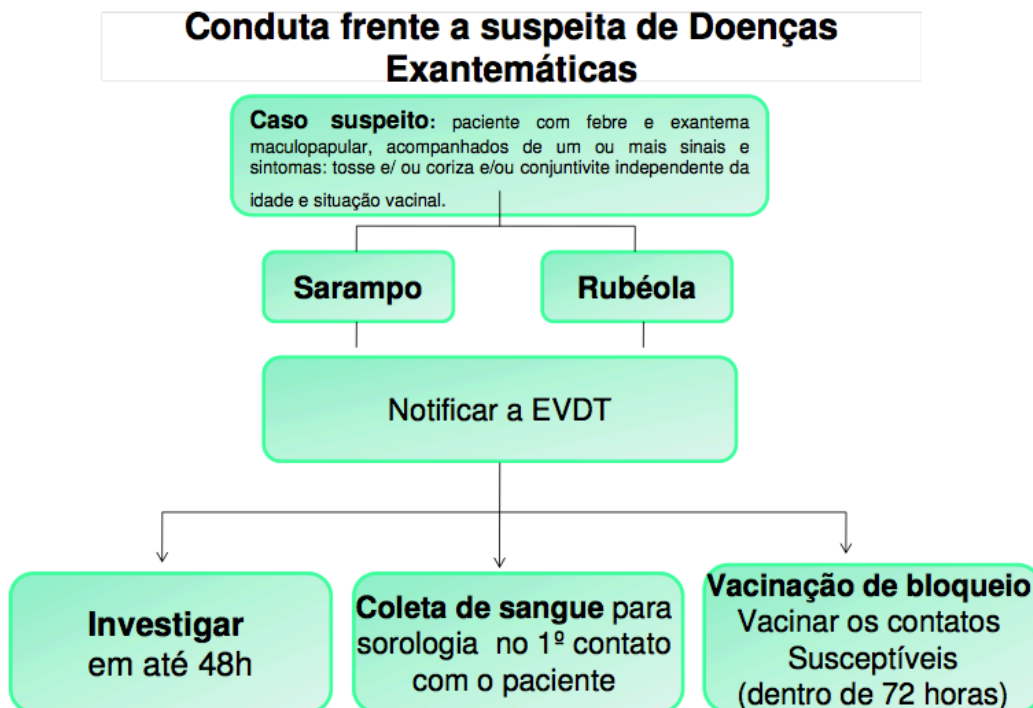 Conduta frente a suspeita de Doenças
Exantemáticas
Caso suspeito: paciente com febre e exantema
maculopapular, acompanhados de um ou mais sinais e
sintomas: tosse e/ ou coriza e/ou conjuntivite independente da
idade e situação vacinal.
Sarampo
Rubéola
Notificar a EVDT
Investigar
em até 48h
Coleta de sangue para
sorologia no 1º contato
com o paciente
Vacinação de bloqueio
Vacinar os contatos
Susceptíveis
(dentro de 72 horas)